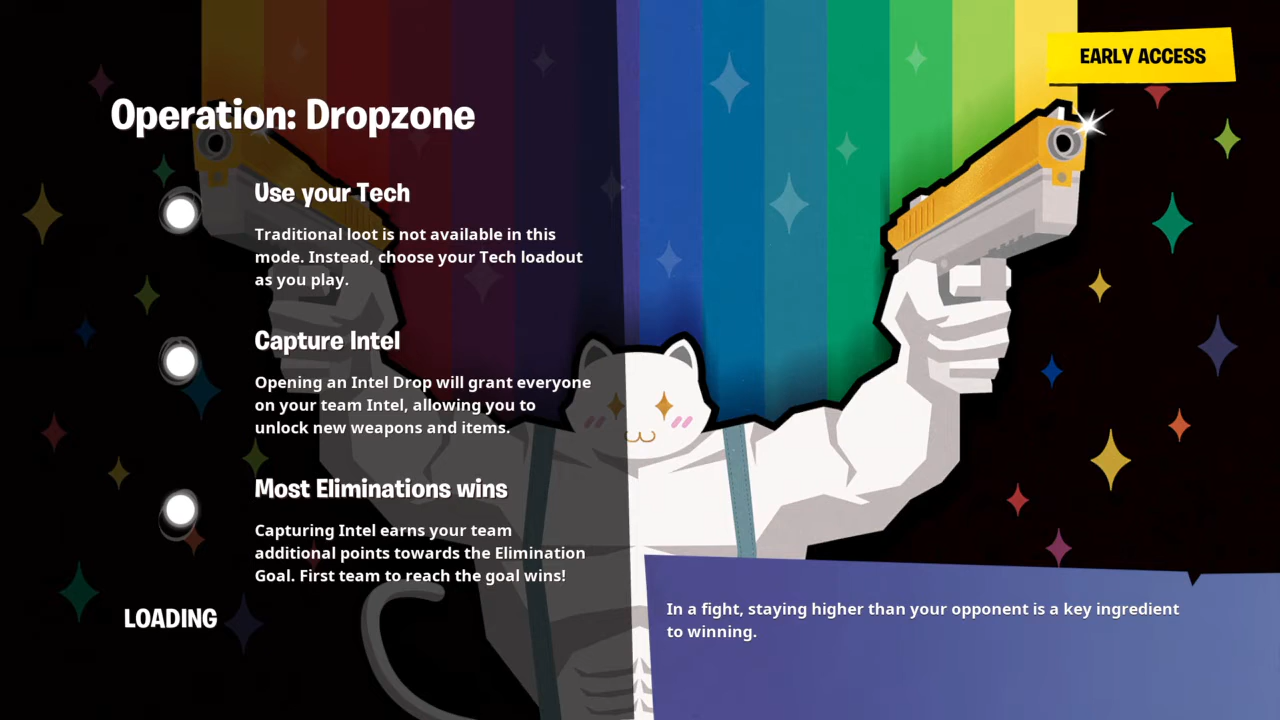 EARLY ACCESS
Operation: Dropzone
Use your Tech
Traditional loot is not available in this
mode. Instead, choose your Tech loadout
as you play.
Capture Intel
Opening an Intel Drop will grant everyone
on your team Intel, allowing you to
unlock new weapons and items.
Most Eliminations wins
Capturing Intel earns your team
additional points towards the Elimination
Goal. First team to reach the goal wins!
LOADING
In a fight, staying higher than your opponent is a key ingredient
to winning.